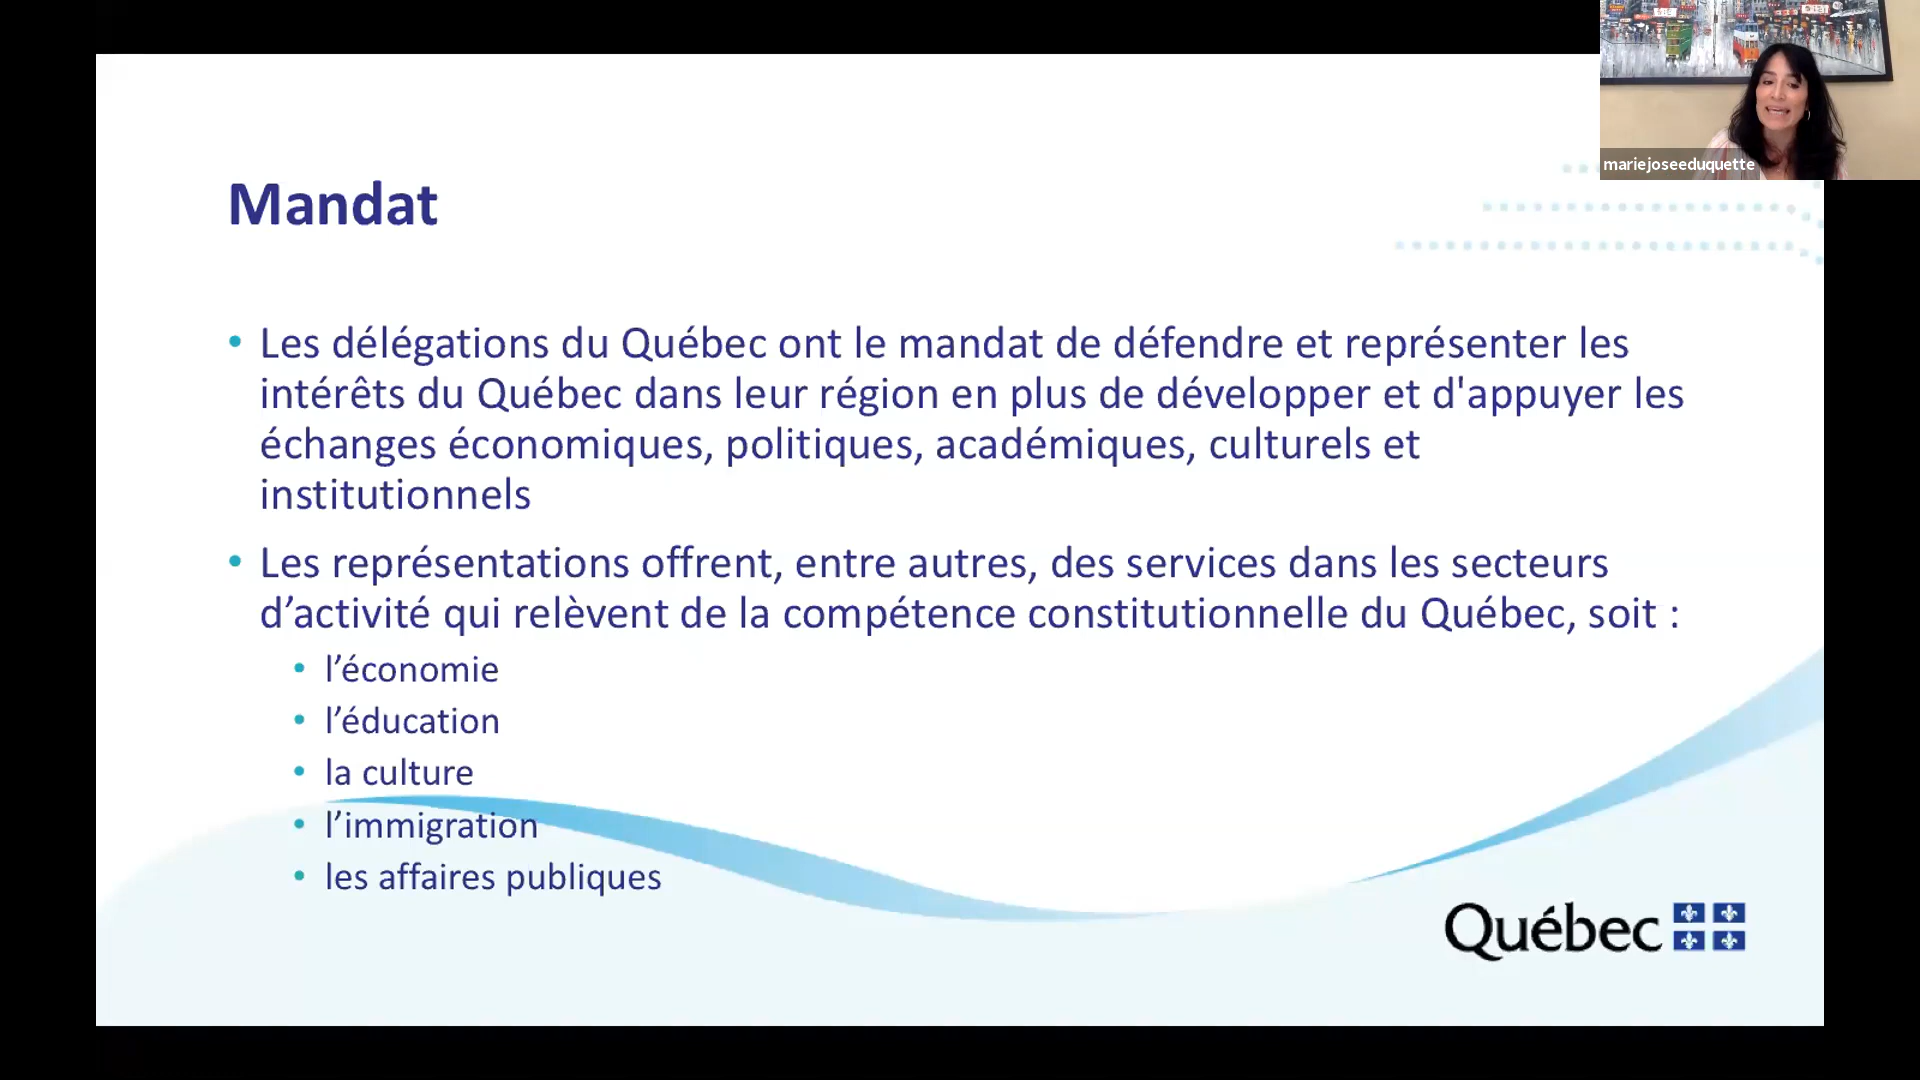 mariejoseeduquette
Mandat
• Les délégations du Québec ont le mandat de défendre et représenter les
intérêts du Québec dans leur région en plus de développer et d'appuyer les
échanges économiques, politiques, académiques, culturels et
institutionnels
• Les représentations offrent, entre autres, des services dans les secteurs
d’activité qui relèvent de la compétence constitutionnelle du Québec, soit :
• l’économie
• l’éducation
• la culture
• l’immigration
• les affaires publiques
Québec